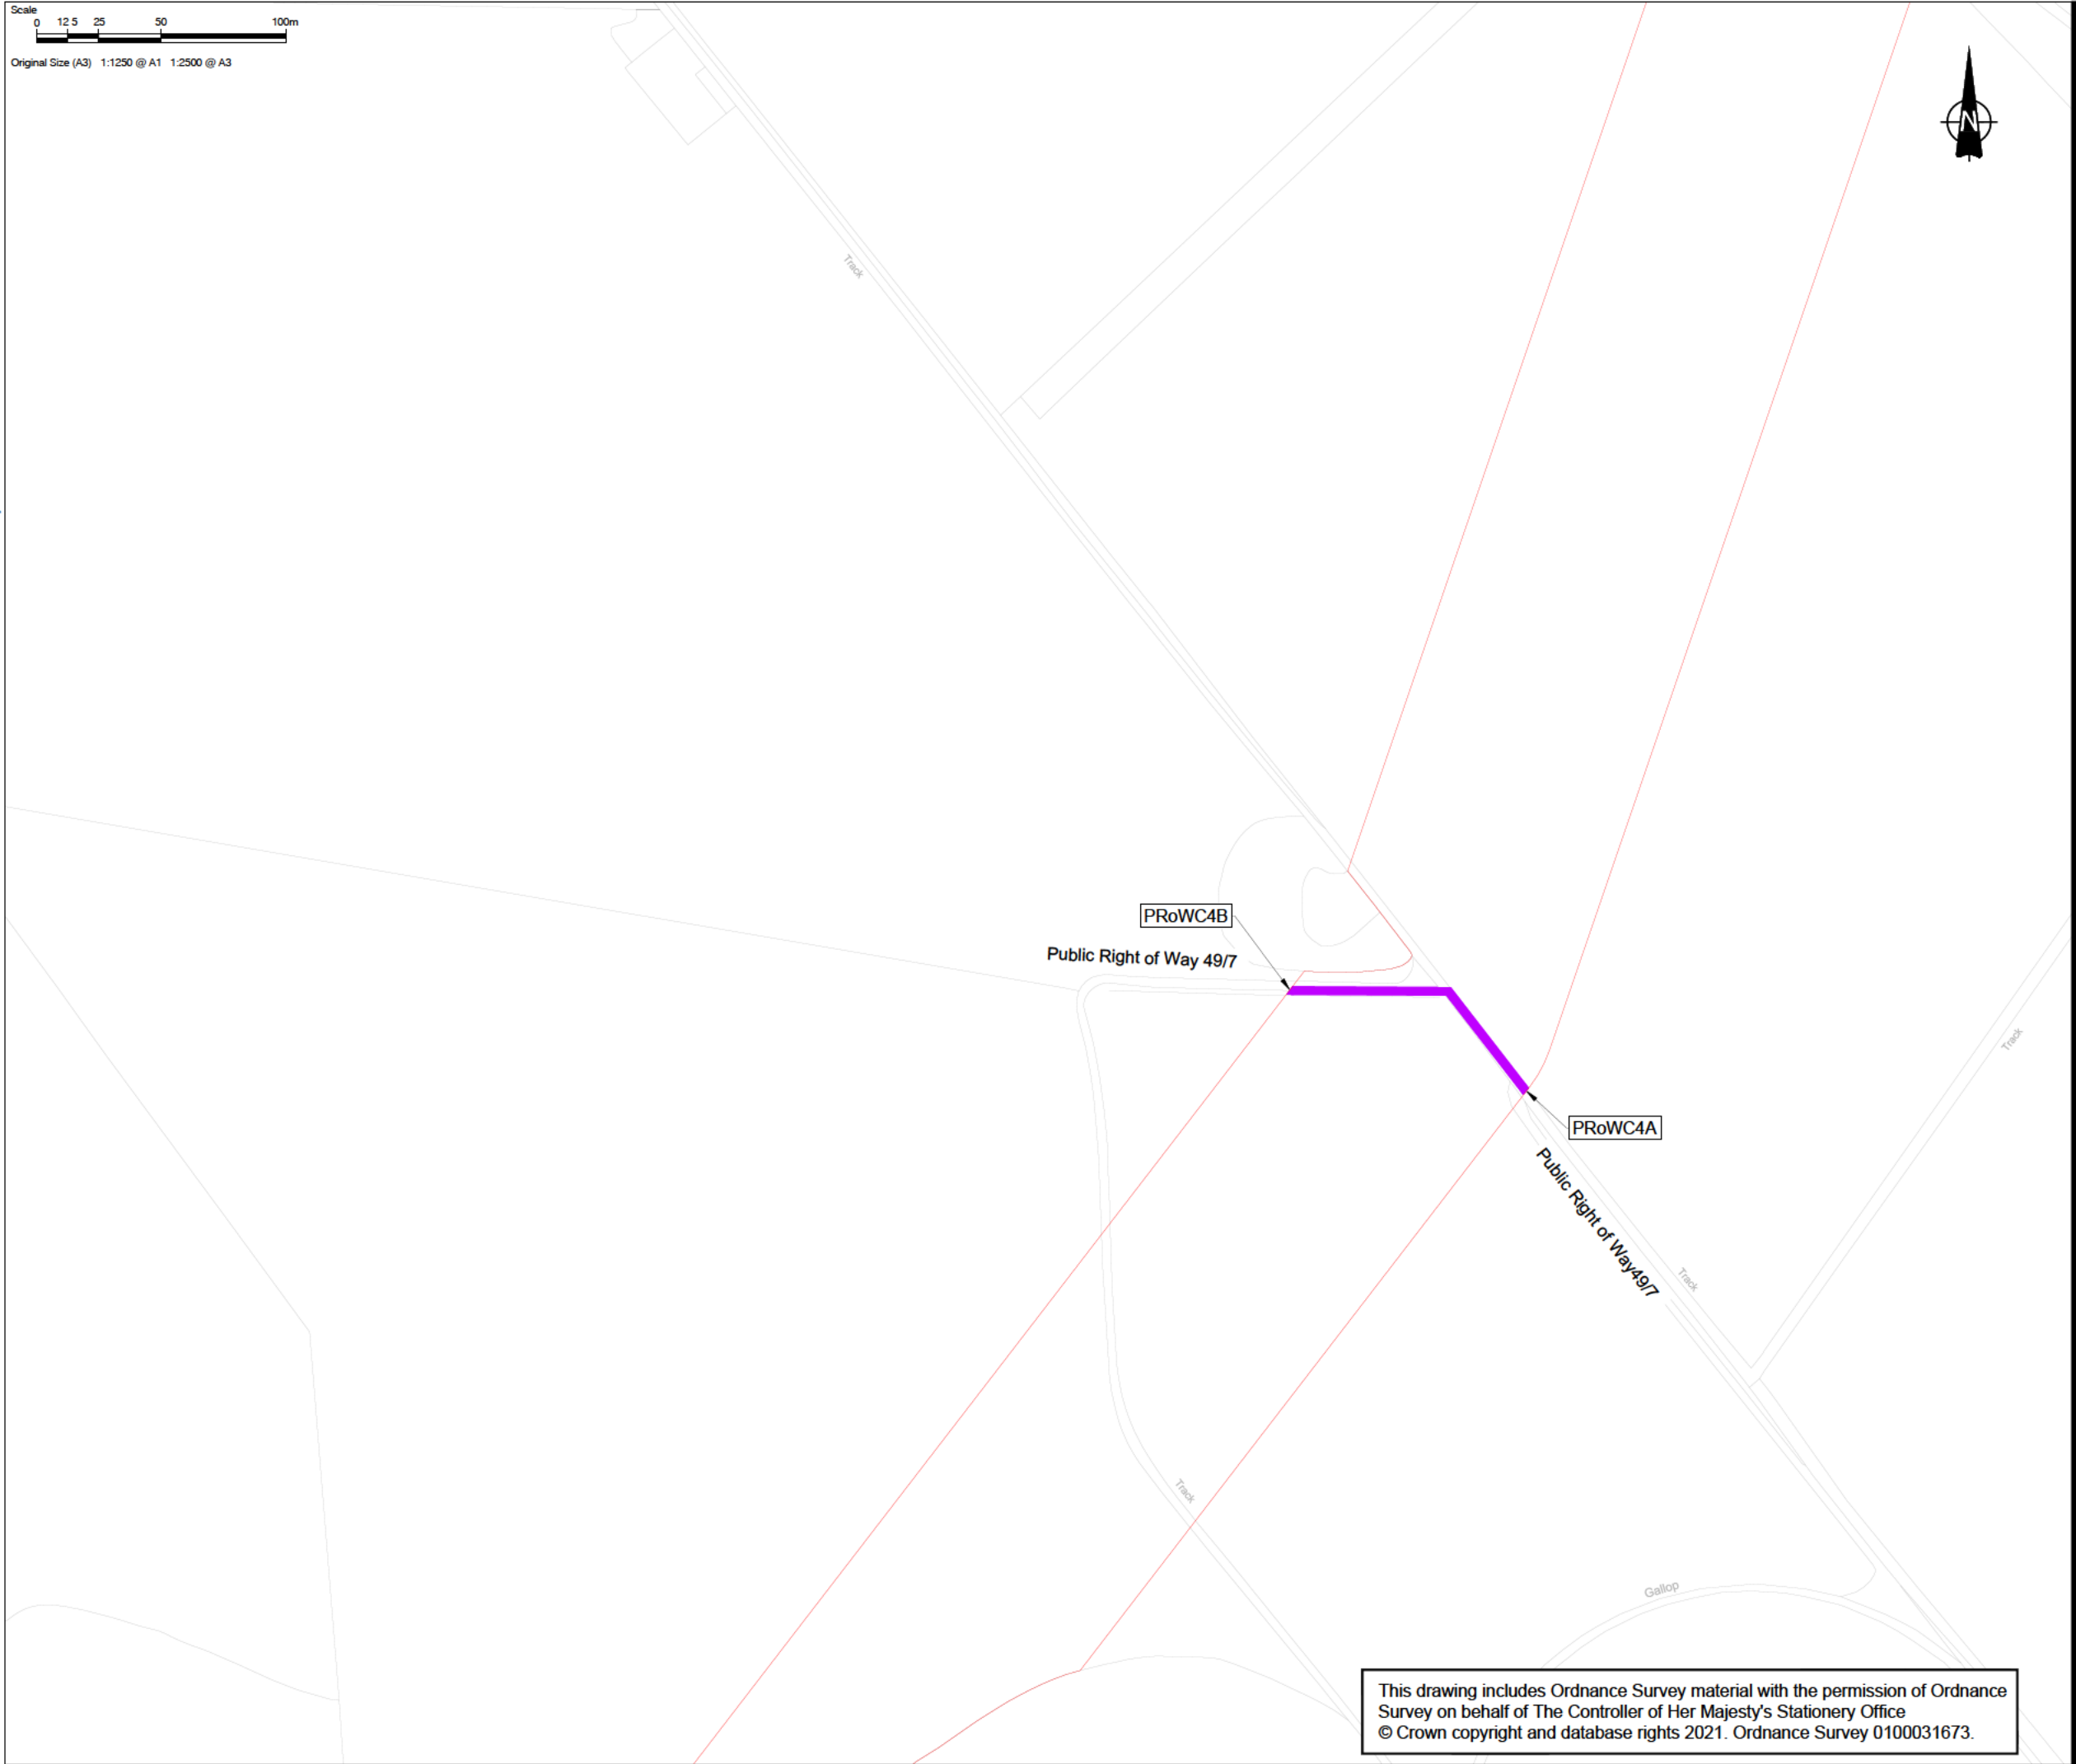 Scale
0 12 5 25 50 100m
Original Size (A3) 1:1250 @ A1 1:2500 @ A3
N
Track
PRoWC4B
Public Right of Way 49/7
Track
PRoWC4A
Public Right of Way49/7
Track
Track
Gallop
This drawing includes Ordnance Survey material with the permission of Ordnance
Survey on behalf of The Controller of Her Majesty's Stationery Office
© Crown copyright and database rights 2021. Ordnance Survey 0100031673.